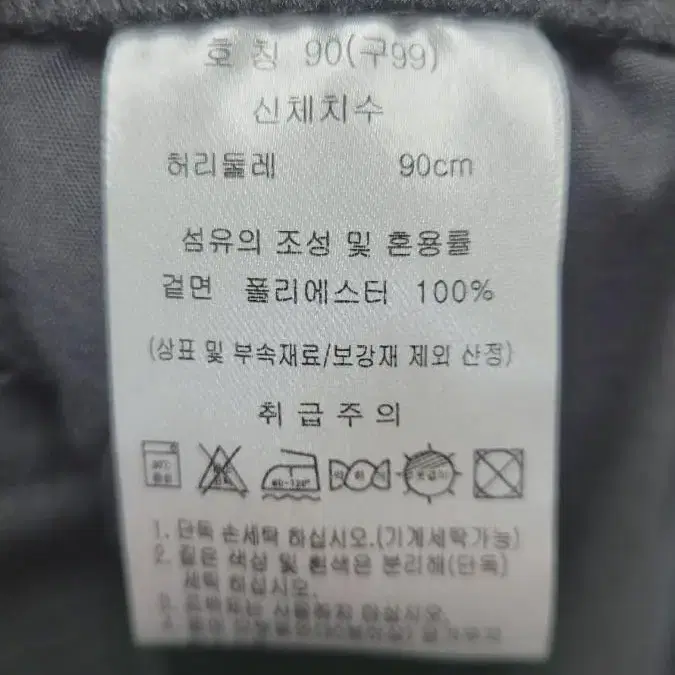 호 칭 90(구99)
신체치수
허리둘레 90cm
섬유의 조성 및 혼용률
겉면 폴리에스터 100%
(상표 및 부속재료/보강재 제외 산정)
취 급 주 의
1. 단독 손세탁 하십시오.(기계세탁가능)
2. 짙은 색상 및 흰색은 분리해(단독)
세탁 하십시오.
하십시오.